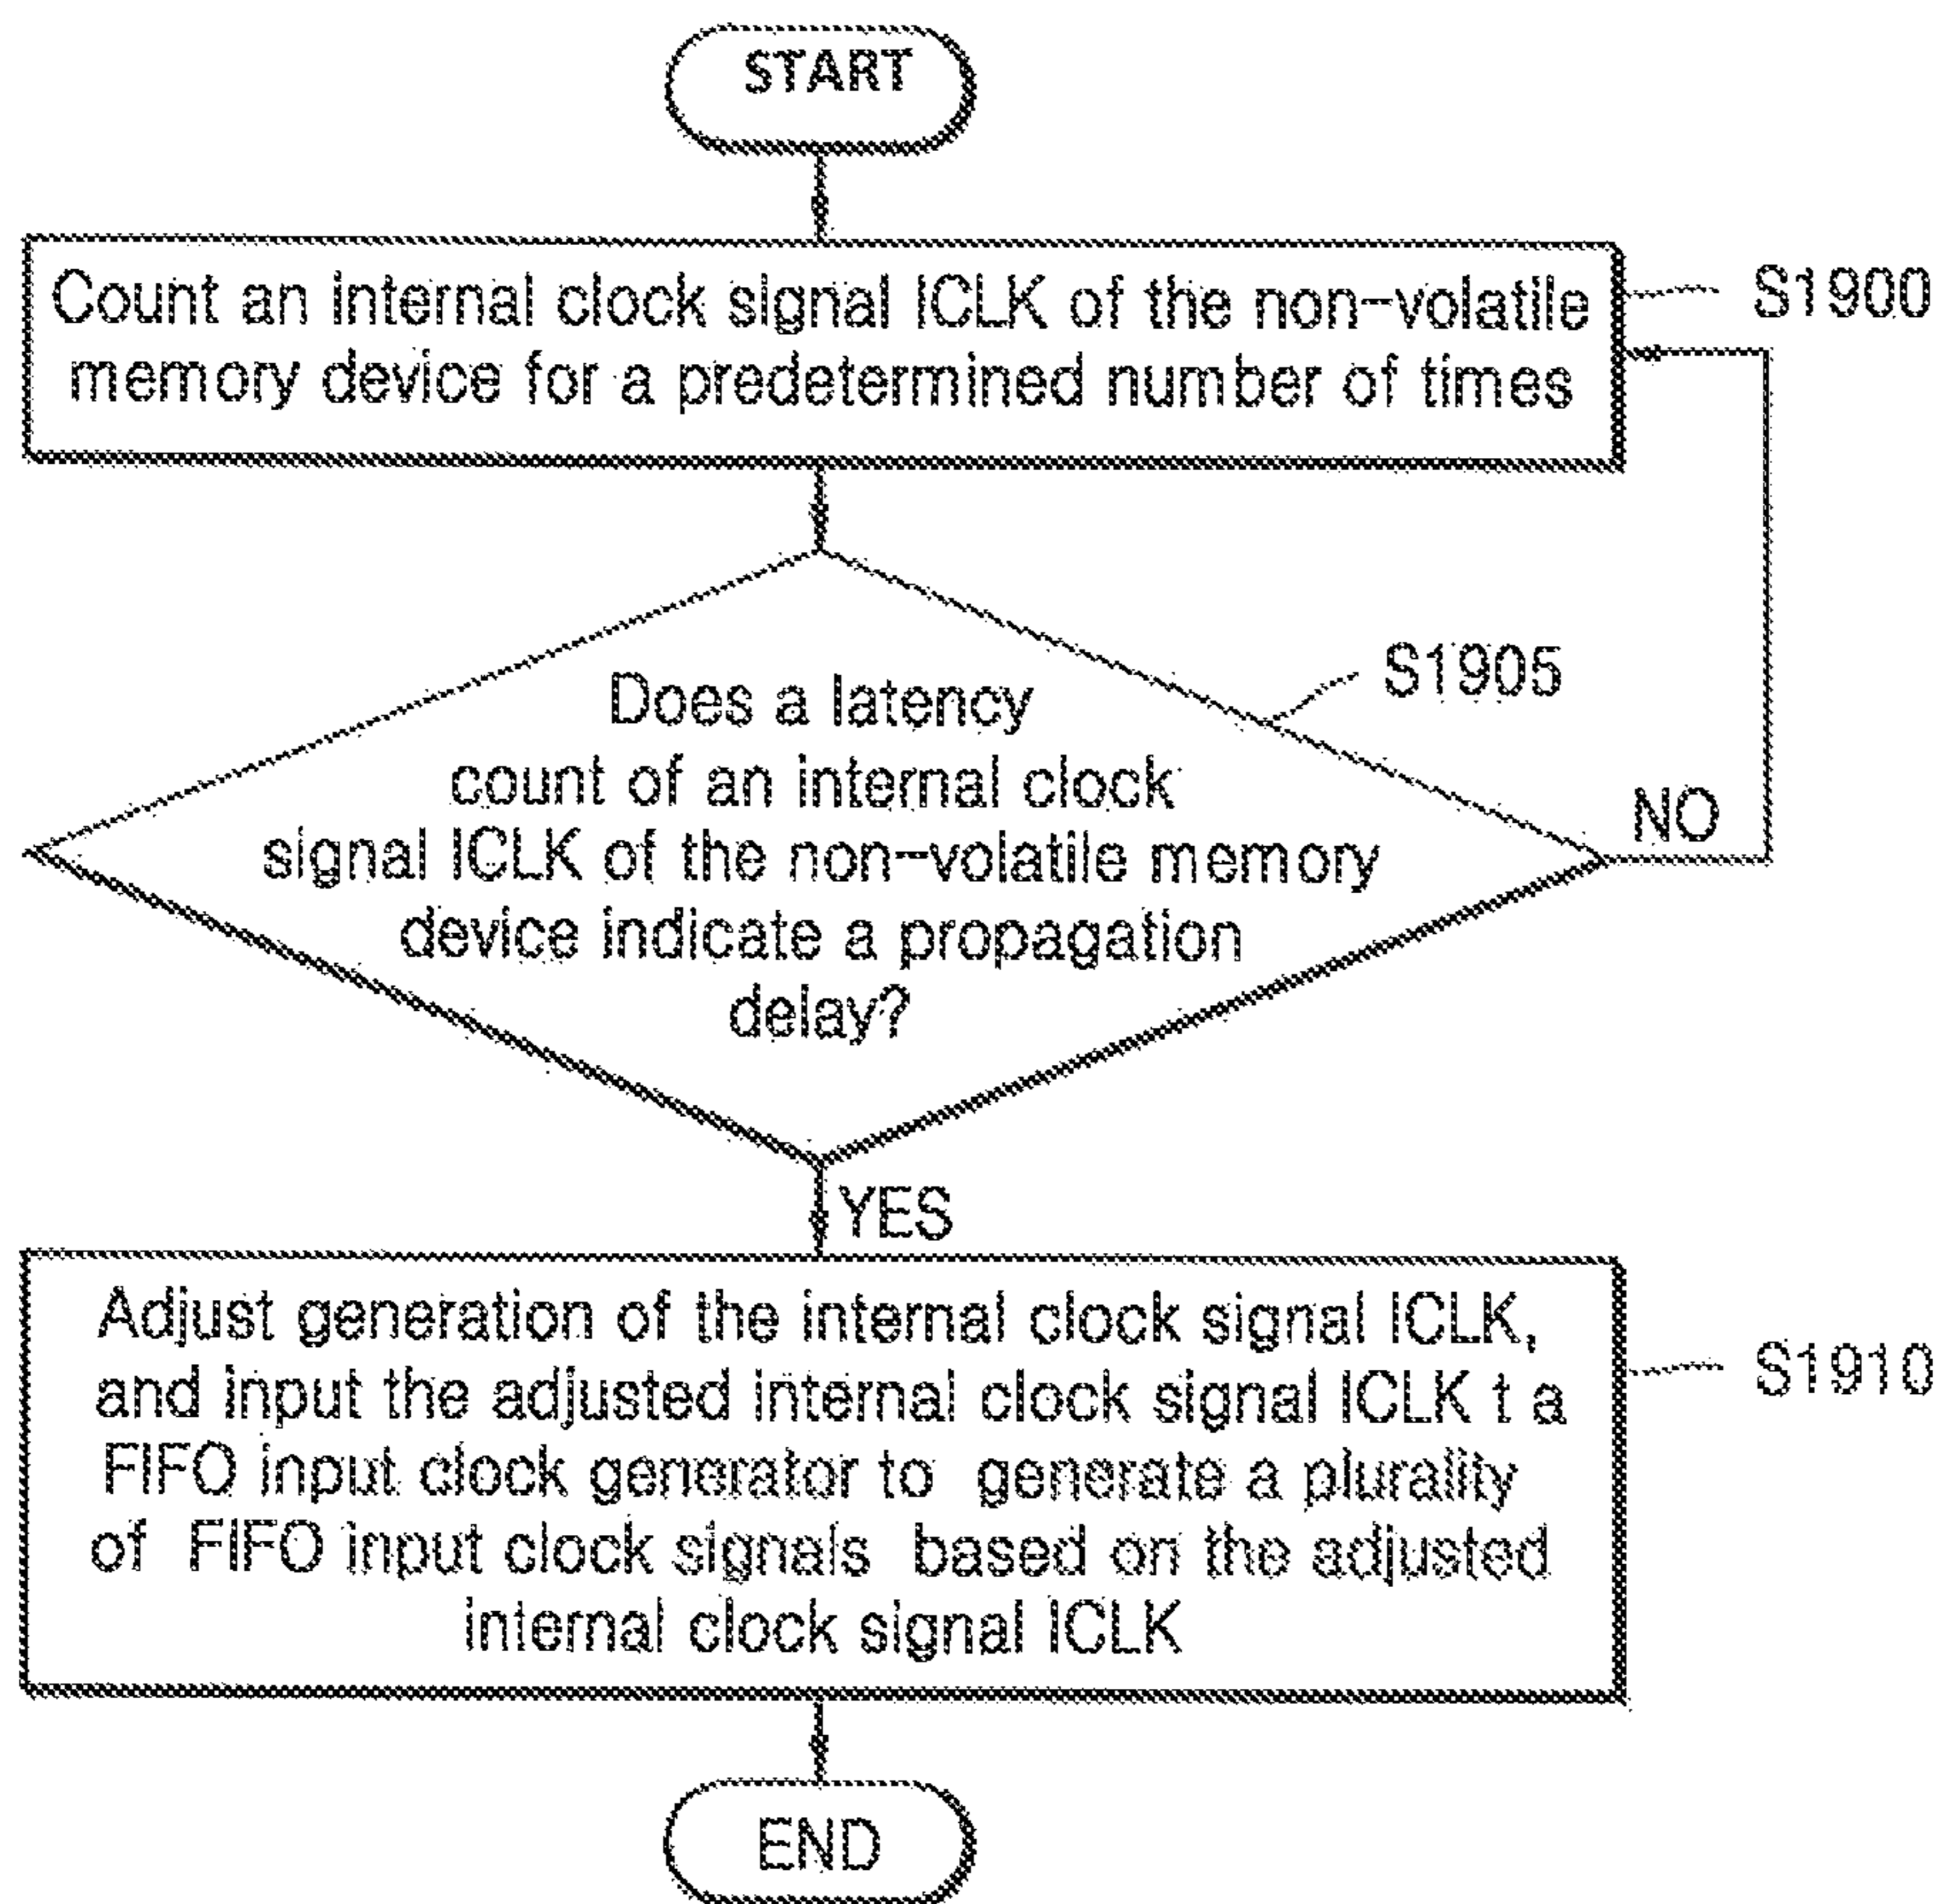 START
Count an internal clock signal ICLK of the non-volatile
memory device for a predetermined number of times
S1900
Does a latency
count of an internal clock
signal ICLK of the non-volatile memory
device indicate a propagation
delay?
S1905
NO
YES
Adjust generation of the internal clock signal ICLK,
and input the adjusted internal clock signal ICLK t a
FIFO input clock generator to generate a plurality
of FIFO input clock signals based on the adjusted
internal clock signal ICLK
S1910
END